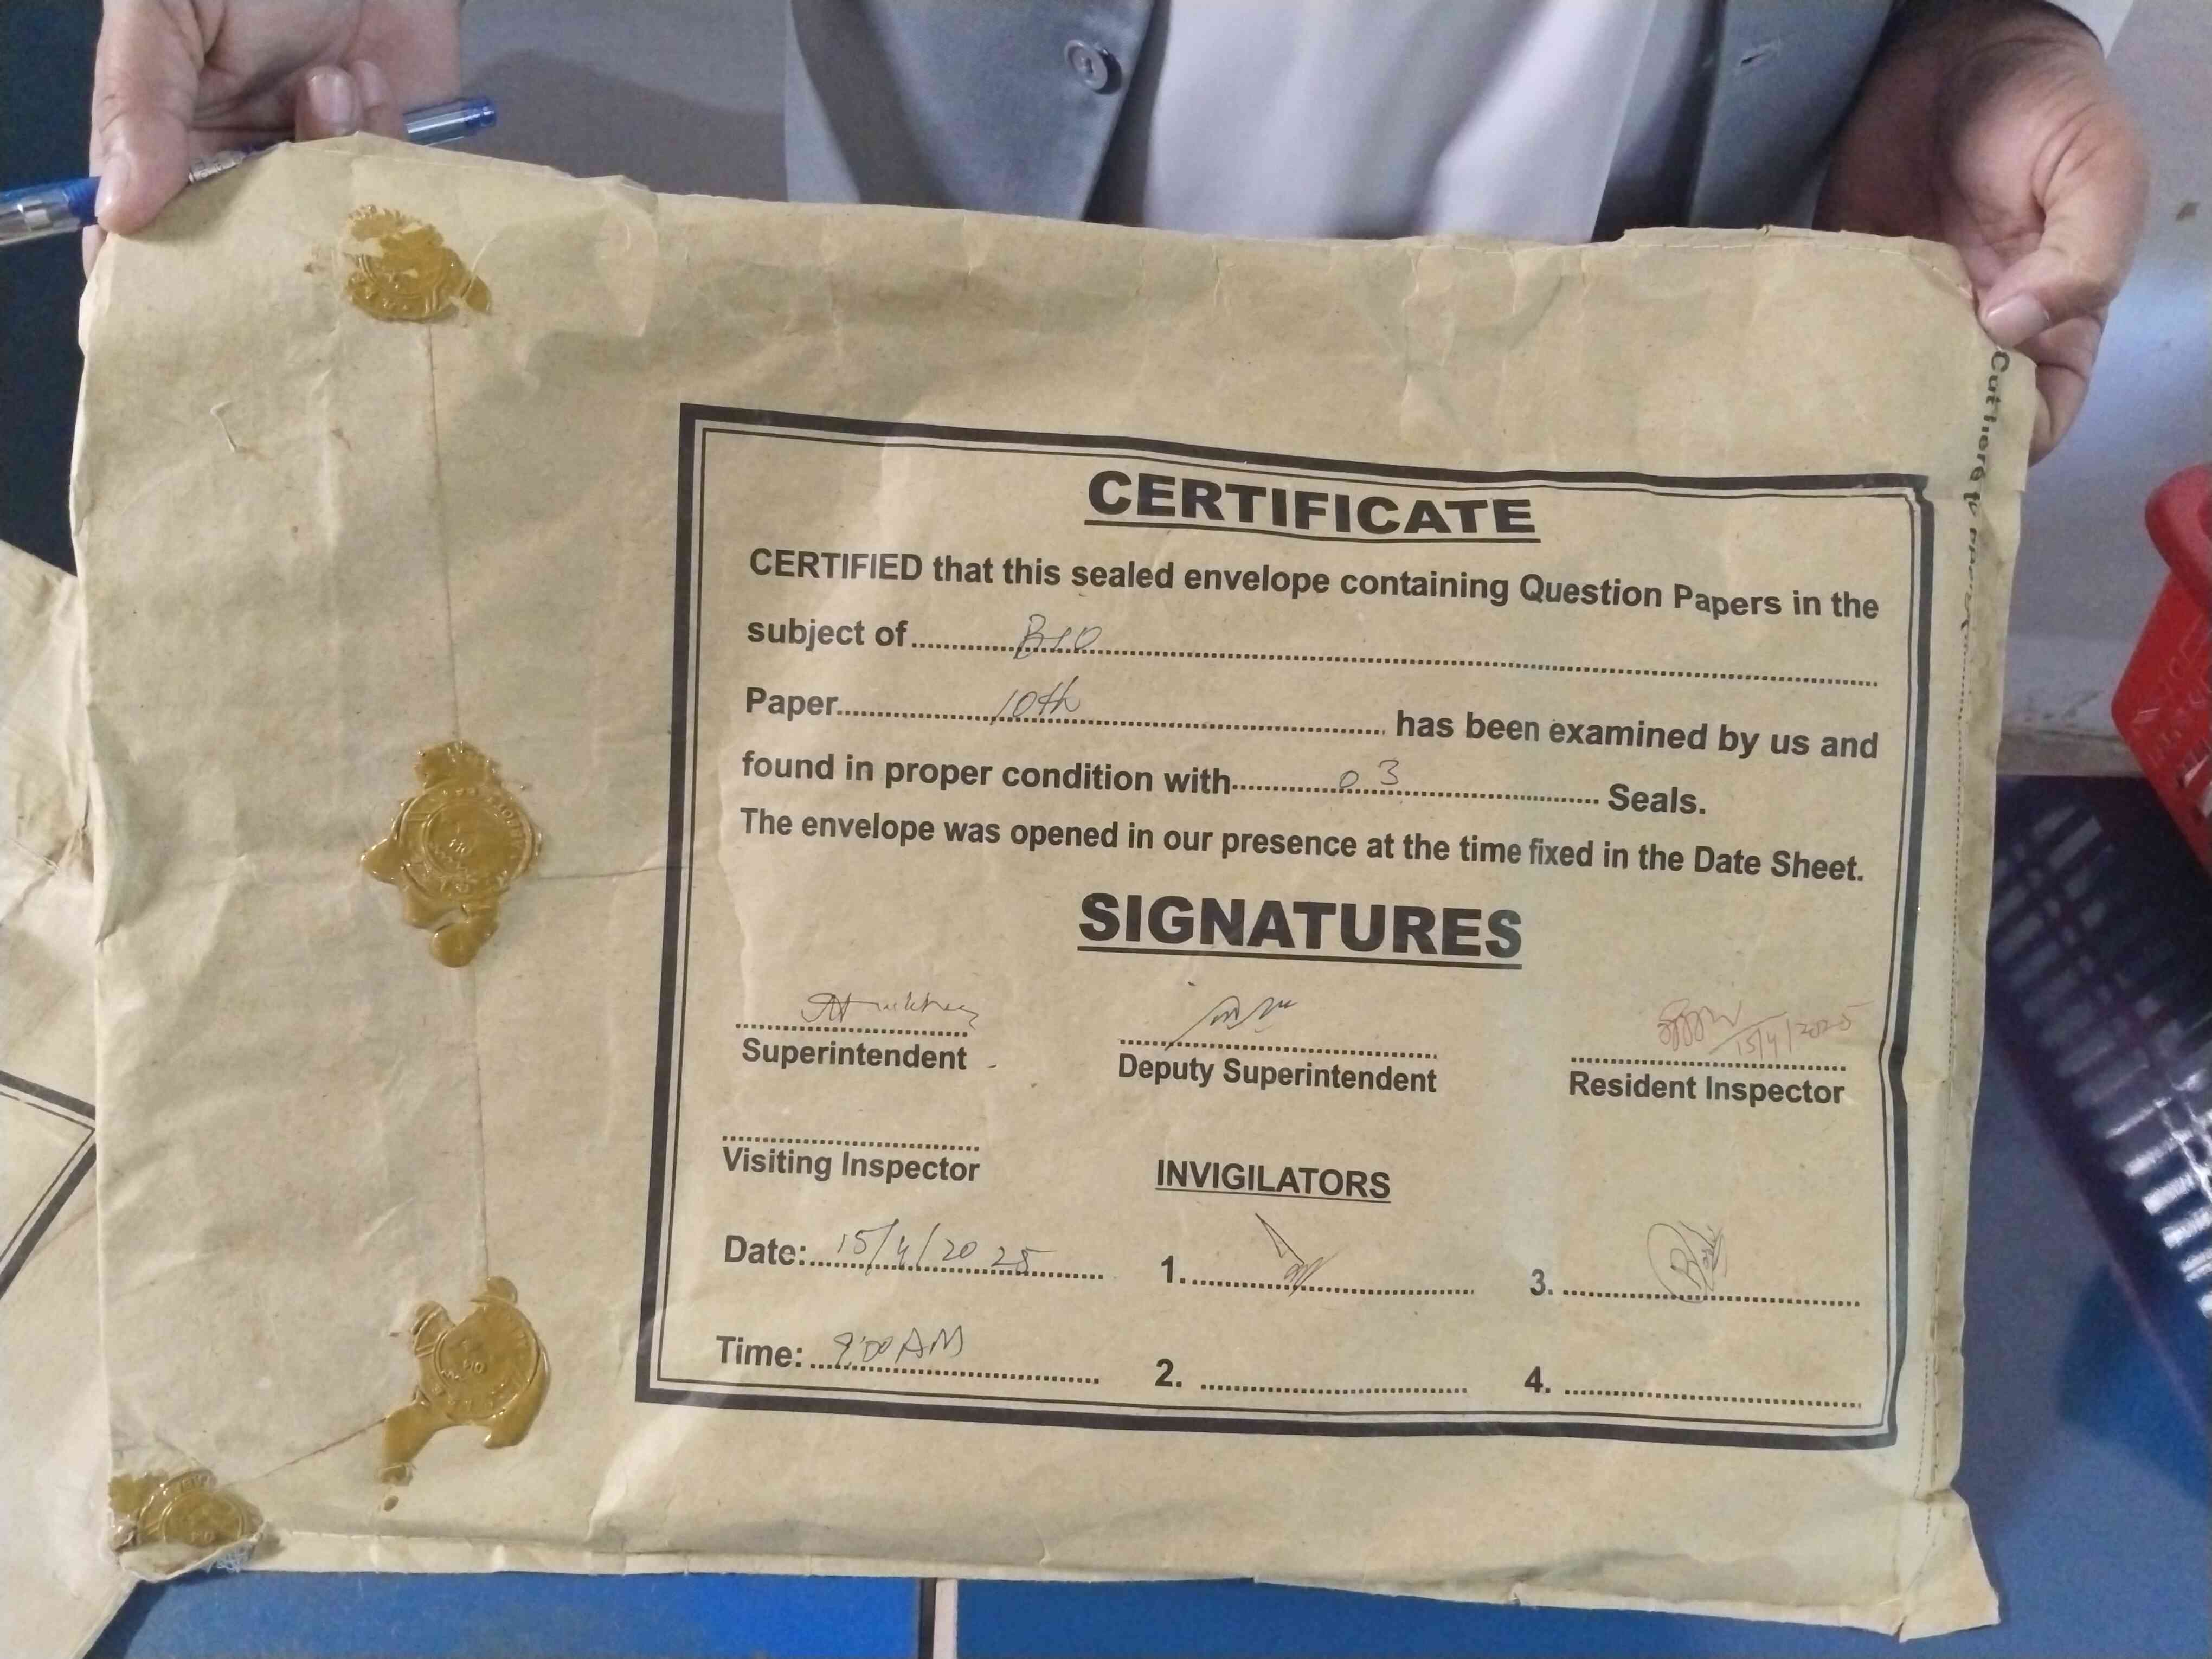 CERTIFICATE
CERTIFIED that this sealed envelope containing Question Papers in the
subject of BIO
Paper 10th has been examined by us and
found in proper condition with 03 Seals.
The envelope was opened in our presence at the time fixed in the Date Sheet.
SIGNATURES
15/4/2025
Superintendent Deputy Superintendent Resident Inspector
Visiting Inspector INVIGILATORS
Date: 15/4/2025 1. 3.
Time: 9:00 AM 2. 4.
Cut here